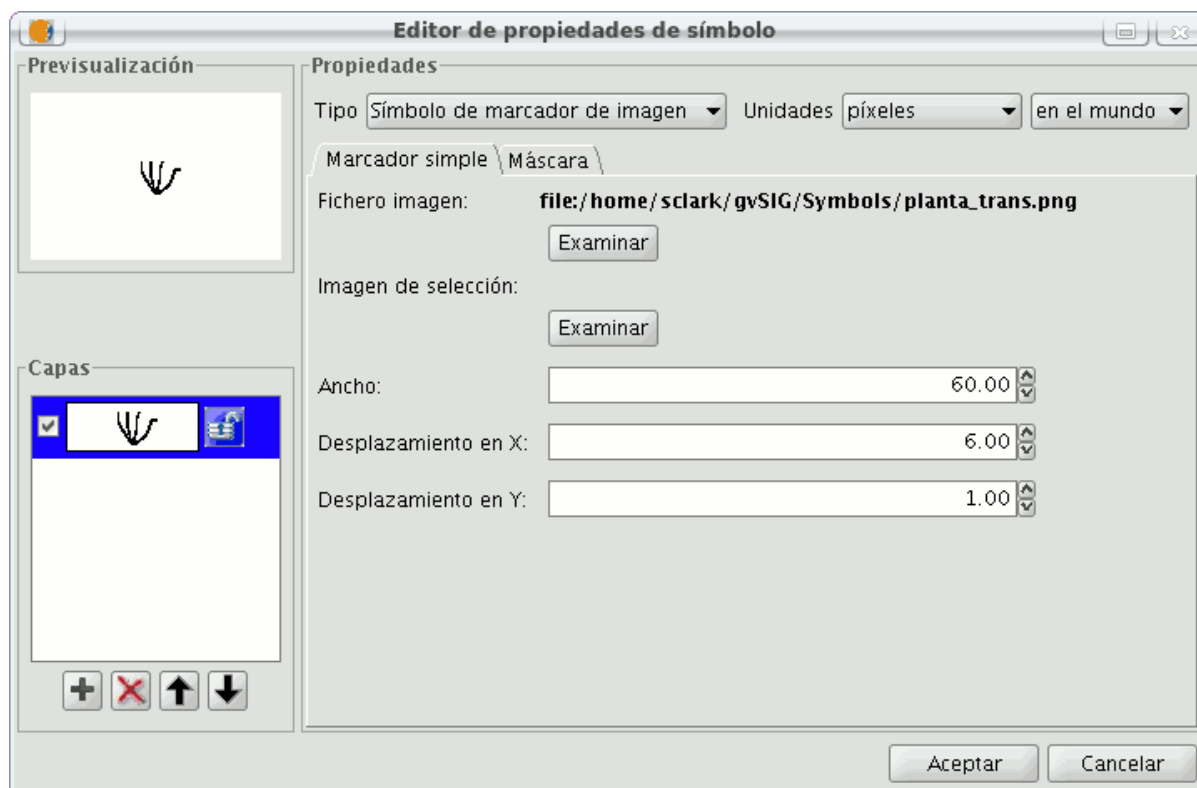 Editor de propiedades de símbolo
Previsualización
Propiedades
Tipo Símbolo de marcador de imagen Unidades píxeles en el mundo
Marcador simple Máscara
Fichero imagen: file:/home/sclark/gvSIG/Symbols/planta_trans.png
Examinar
Imagen de selección:
Examinar
Capas
Ancho: 60.00
Desplazamiento en X: 6.00
Desplazamiento en Y: 1.00
Aceptar Cancelar